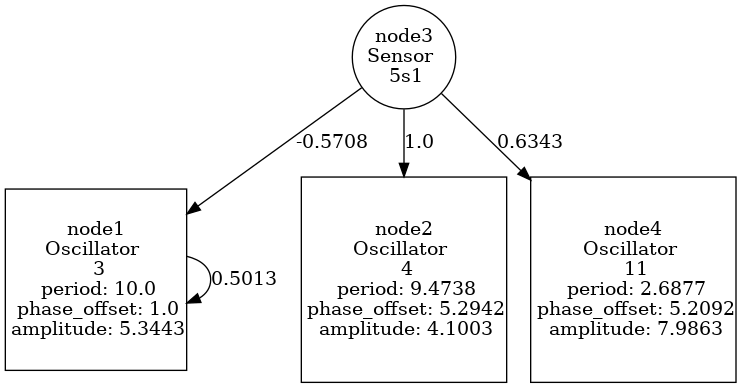 node3
Sensor
5s1
-0.5708
1.0
0.6343
node1
Oscillator
3
period: 10.0
phase_offset: 1.0
amplitude: 5.3443
0.5013
node2
Oscillator
4
period: 9.4738
phase_offset: 5.2942
amplitude: 4.1003
node4
Oscillator
11
period: 2.6877
phase_offset: 5.2092
amplitude: 7.9863